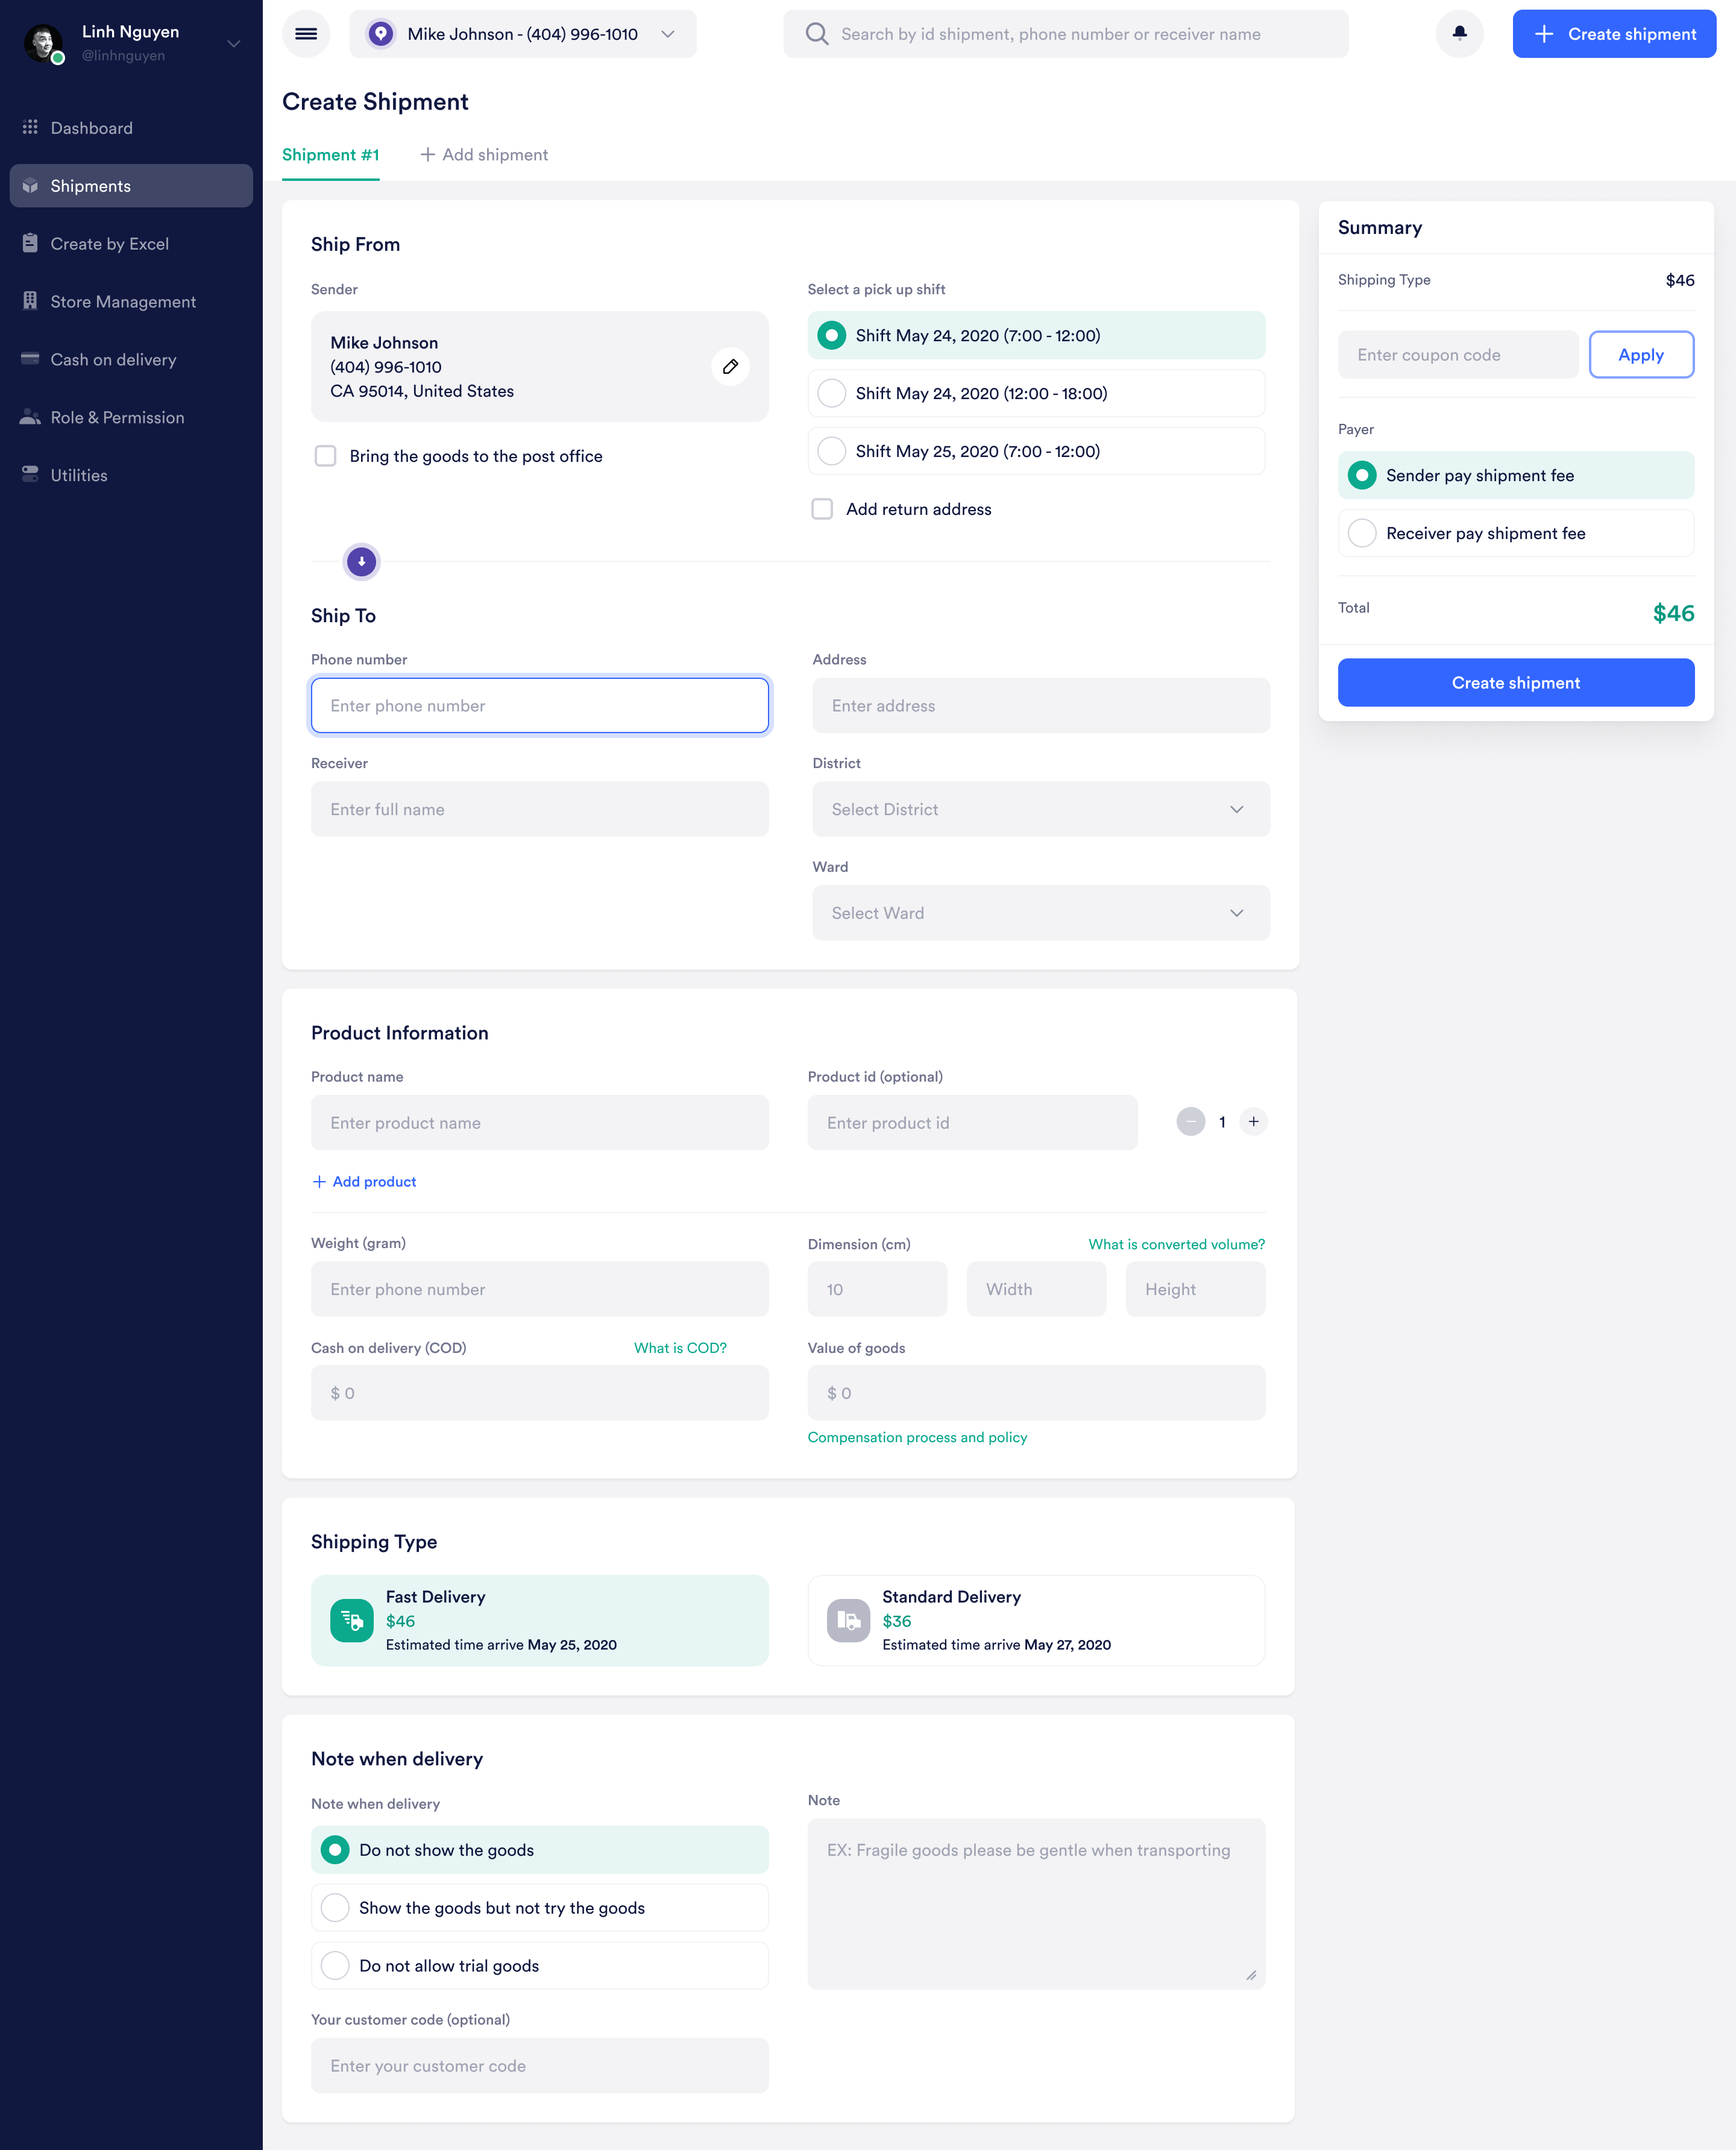 Linh Nguyen
@linhnguyen
Dashboard
Shipments
Create by Excel
Store Management
Cash on delivery
Role & Permission
Utilities
Mike Johnson - (404) 996-1010
Search by id shipment, phone number or receiver name
Create shipment
Create Shipment
Shipment #1
Add shipment
Ship From
Sender
Mike Johnson
(404) 996-1010
CA 95014, United States
Bring the goods to the post office
Select a pick up shift
Shift May 24, 2020 (7:00 - 12:00)
Shift May 24, 2020 (12:00 - 18:00)
Shift May 25, 2020 (7:00 - 12:00)
Add return address
Ship To
Phone number
Enter phone number
Receiver
Enter full name
Address
Enter address
District
Select District
Ward
Select Ward
Product Information
Product name
Enter product name
Product id (optional)
Enter product id
1
Add product
Weight (gram)
Enter phone number
Dimension (cm)
What is converted volume?
10
Width
Height
Cash on delivery (COD)
What is COD?
$ 0
Value of goods
$ 0
Compensation process and policy
Shipping Type
Fast Delivery
$46
Estimated time arrive May 25, 2020
Standard Delivery
$36
Estimated time arrive May 27, 2020
Note when delivery
Note when delivery
Do not show the goods
Show the goods but not try the goods
Do not allow trial goods
Your customer code (optional)
Enter your customer code
Note
EX: Fragile goods please be gentle when transporting
Summary
Shipping Type
$46
Enter coupon code
Apply
Payer
Sender pay shipment fee
Receiver pay shipment fee
Total
$46
Create shipment